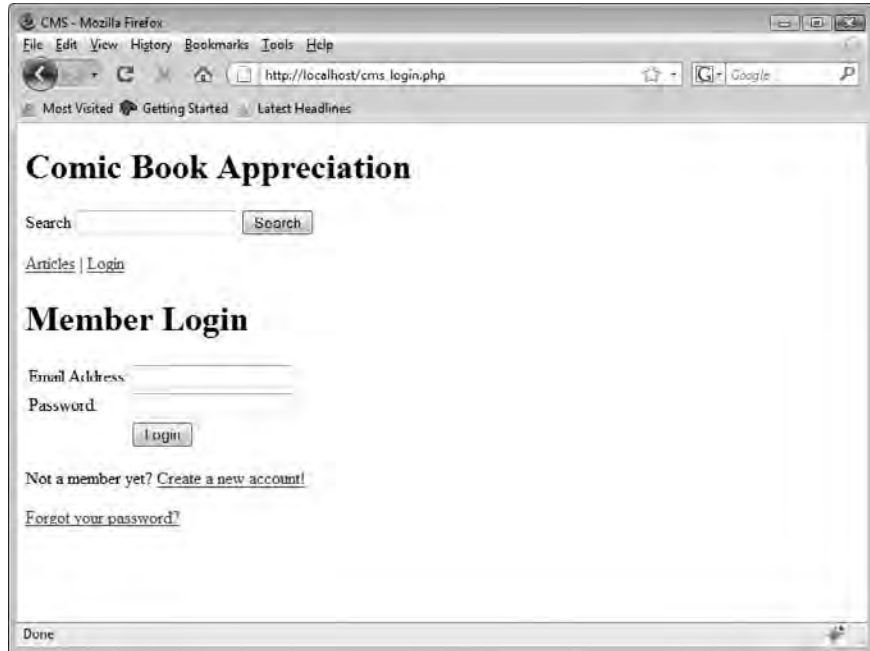 CMS - Mozilla Firefox
File Edit View History Bookmarks Tools Help
http://localhost/cms_login.php
Google
Most Visited Getting Started Latest Headlines
Comic Book Appreciation
Search Search
Articles | Login
Member Login
Email Address:
Password:
Login
Not a member yet? Create a new account!
Forgot your password?
Done